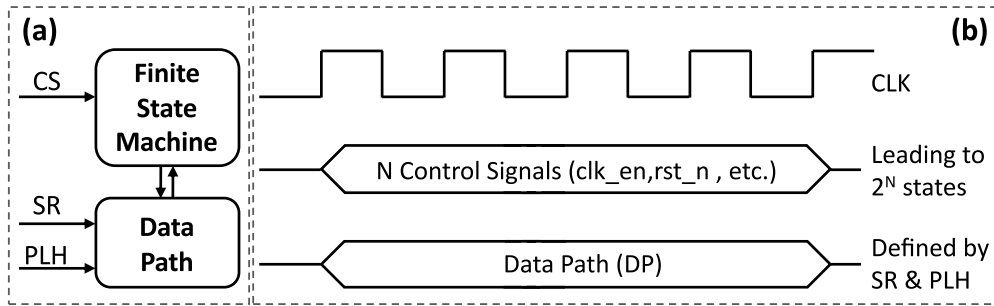 (a)
CS
Finite
State
Machine
SR
PLH
Data
Path
(b)
CLK
N Control Signals (clk_en,rst_n , etc.)
Leading to
2ᴺ states
Data Path (DP)
Defined by
SR & PLH